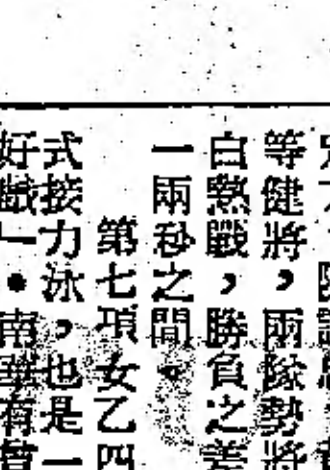 等健將，兩隊勢將
白熱戰，勝負之差
一兩秒之間。
第七項女乙四
式接力泳，也是一
好戲一•南華有